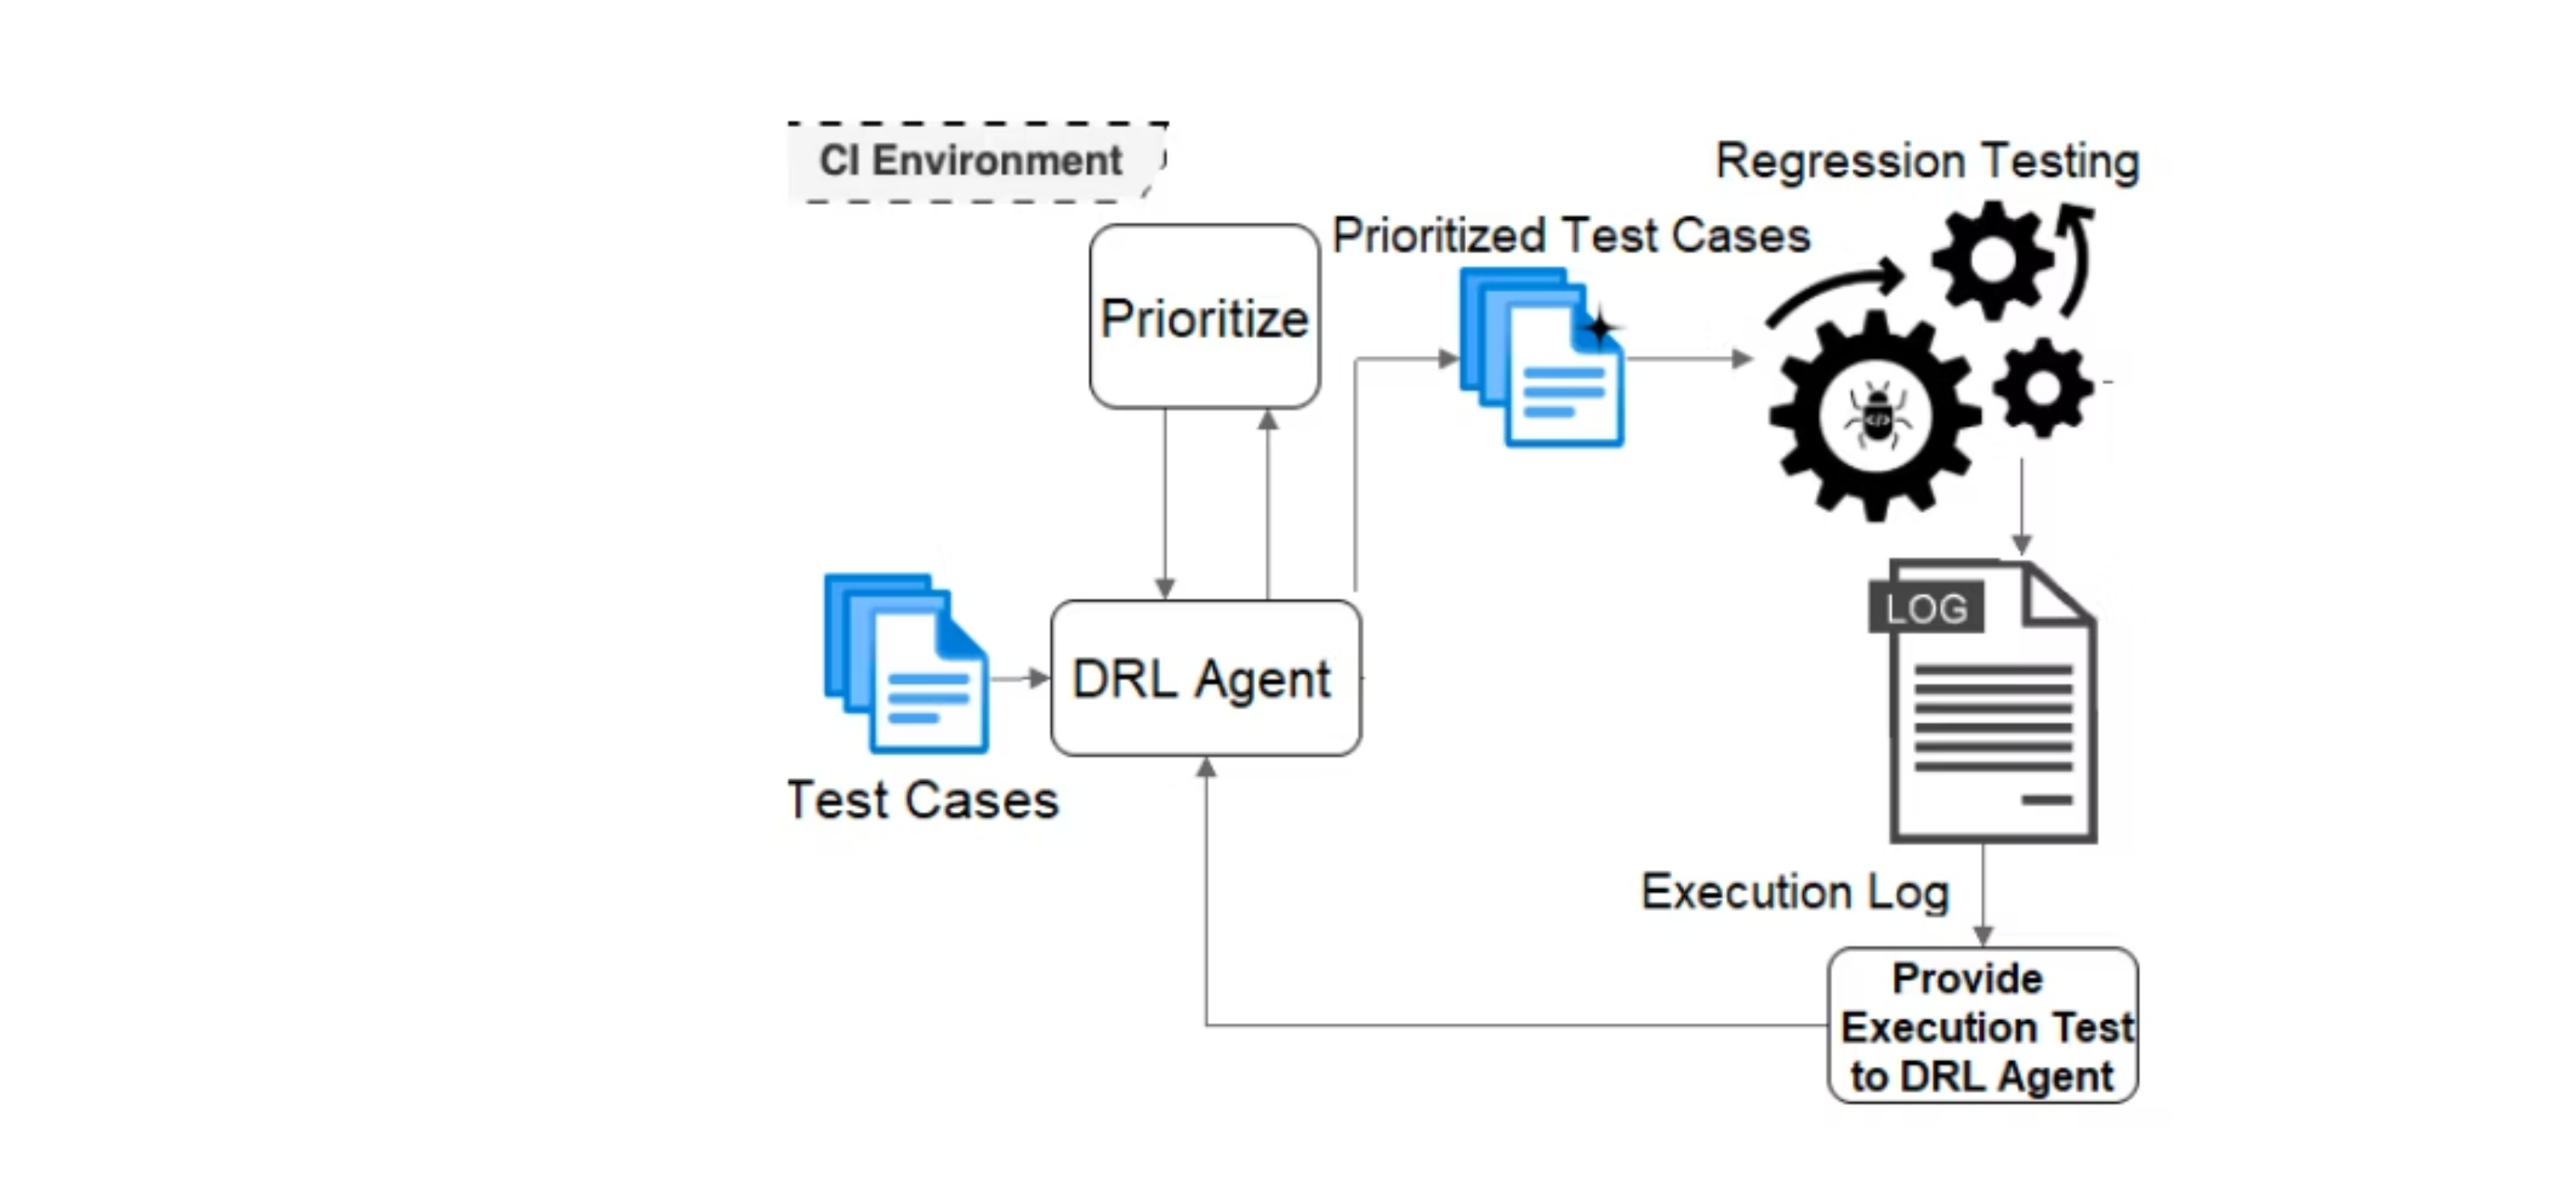 CI Environment
Regression Testing
Prioritized Test Cases
Prioritize
</>
LOG
DRL Agent
Test Cases
Execution Log
Provide
Execution Test
to DRL Agent